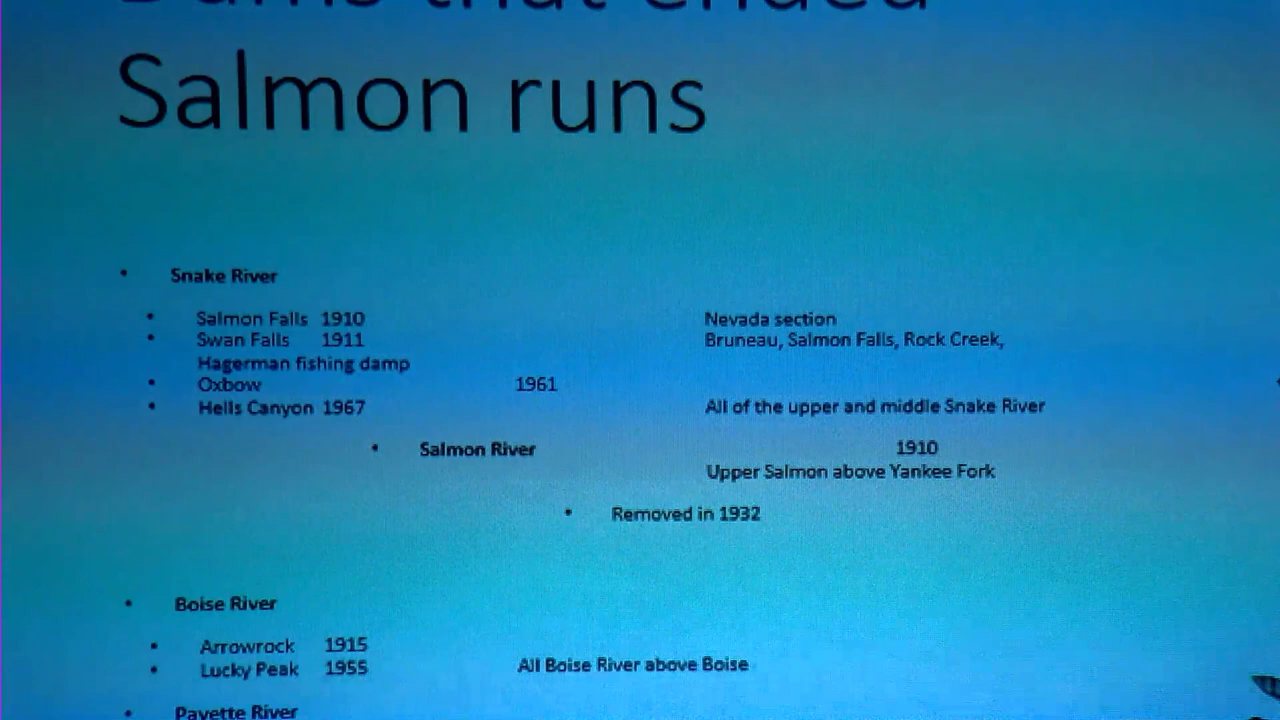 Dams that ended
Salmon runs
• Snake River
• Salmon Falls 1910 Nevada section
• Swan Falls 1911 Bruneau, Salmon Falls, Rock Creek,
Hagerman fishing damp
• Oxbow 1961
• Hells Canyon 1967 All of the upper and middle Snake River
• Salmon River 1910
Upper Salmon above Yankee Fork
• Removed in 1932
• Boise River
• Arrowrock 1915
• Lucky Peak 1955 All Boise River above Boise
• Payette River